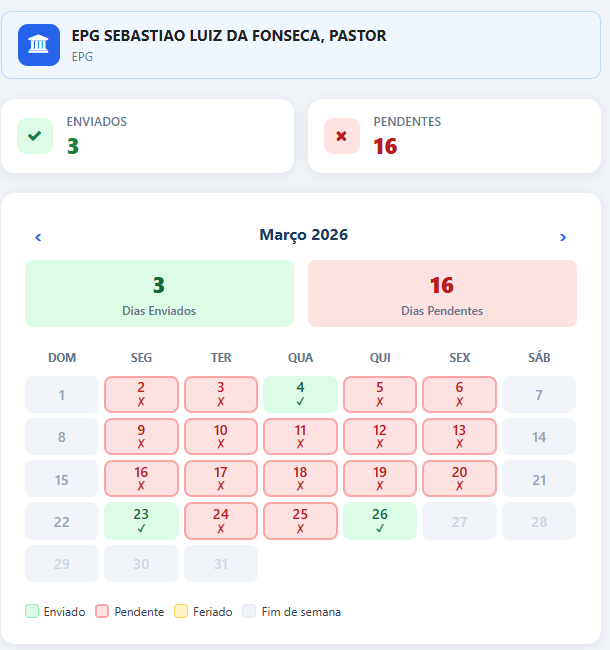 EPG SEBASTIAO LUIZ DA FONSECA, PASTOR
EPG
ENVIADOS
3
PENDENTES
16
‹ Março 2026 ›
3
Dias Enviados
16
Dias Pendentes
DOM SEG TER QUA QUI SEX SÁB
1 2 ✗ 3 ✗ 4 ✓ 5 ✗ 6 ✗ 7
8 9 ✗ 10 ✗ 11 ✗ 12 ✗ 13 ✗ 14
15 16 ✗ 17 ✗ 18 ✗ 19 ✗ 20 ✗ 21
22 23 ✓ 24 ✗ 25 ✗ 26 ✓ 27 28
29 30 31
Enviado Pendente Feriado Fim de semana